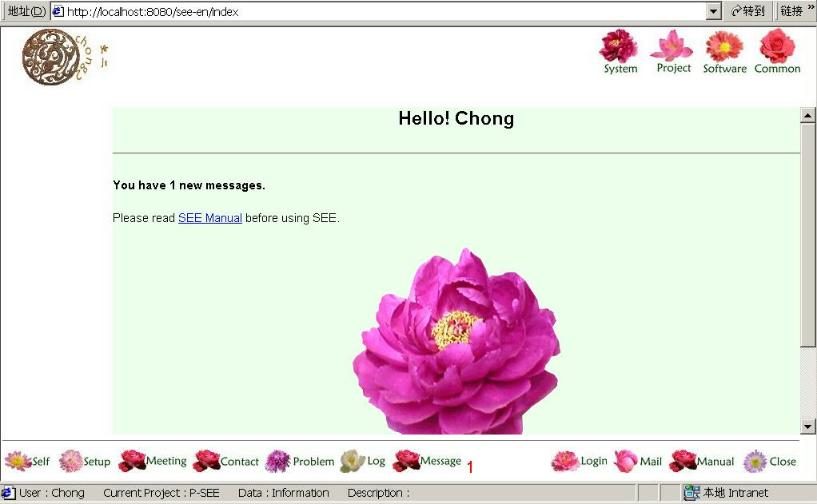 地址(D) http://localhost:8080/see-en/index 转到 链接 »
System Project Software Common
Hello! Chong
You have 1 new messages.
Please read SEE Manual before using SEE.
Self Setup Meeting Contact Problem Log Message 1 Login Mail Manual Close
User : Chong Current Project : P-SEE Data : Information Description : 本地 Intranet